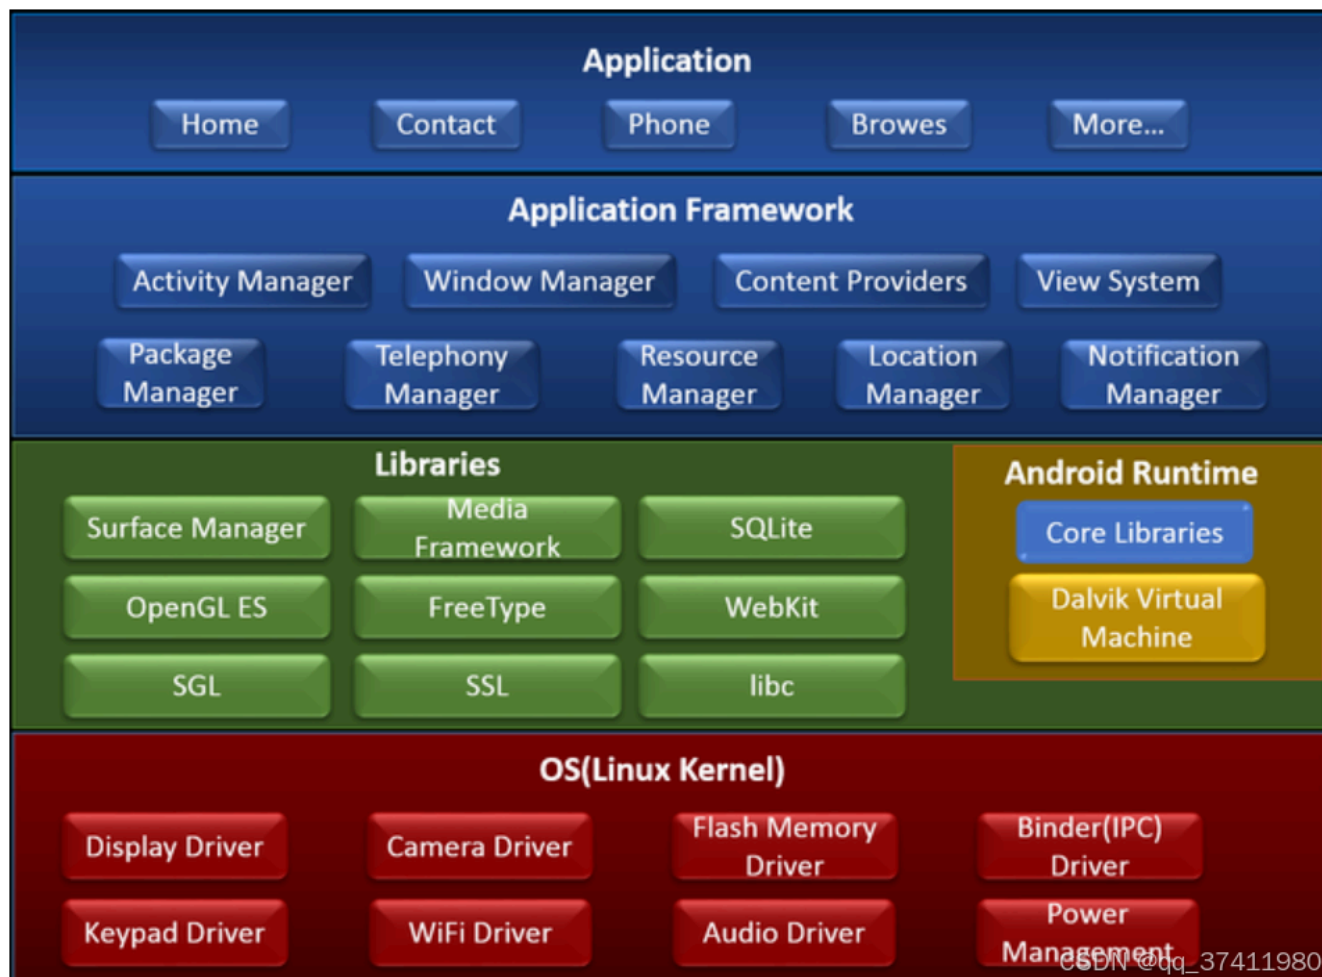 Application
Home Contact Phone Browes More...
Application Framework
Activity Manager Window Manager Content Providers View System
Package Manager
Telephony Manager
Resource Manager
Location Manager
Notification Manager
Libraries
Surface Manager
Media Framework
SQLite
OpenGL ES FreeType WebKit
SGL SSL libc
Android Runtime
Core Libraries
Dalvik Virtual
Machine
OS(Linux Kernel)
Display Driver
Camera Driver
Flash Memory Driver
Binder(IPC) Driver
Keypad Driver
WiFi Driver
Audio Driver
Power Management
CSDN @qq_37411980